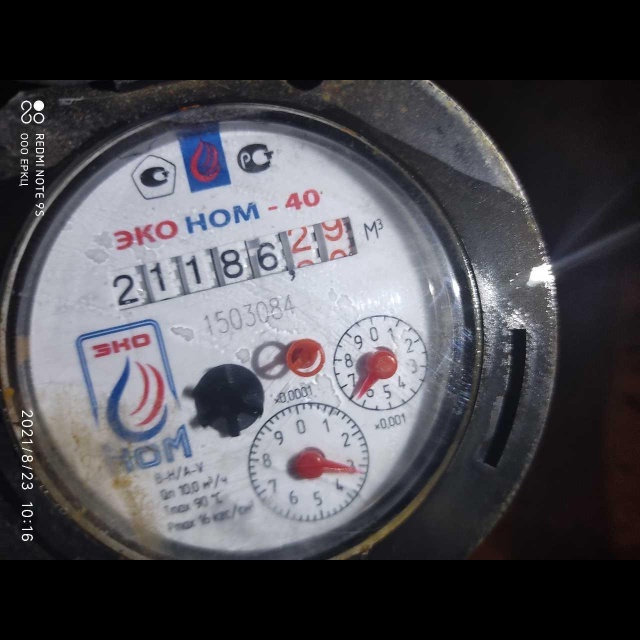 REDMI NOTE 9S
ООО ЕРКЦ
2021/8/23 10:16
РСТ
ЭКО НОМ - 40
21186,29 М³
1503084
ЭКО
НОМ
9 0 1 2 3 4 5 6 7 8
x0.001
x0.0001
9 0 1 2 3 4 5 6 7 8
B-H/A-V